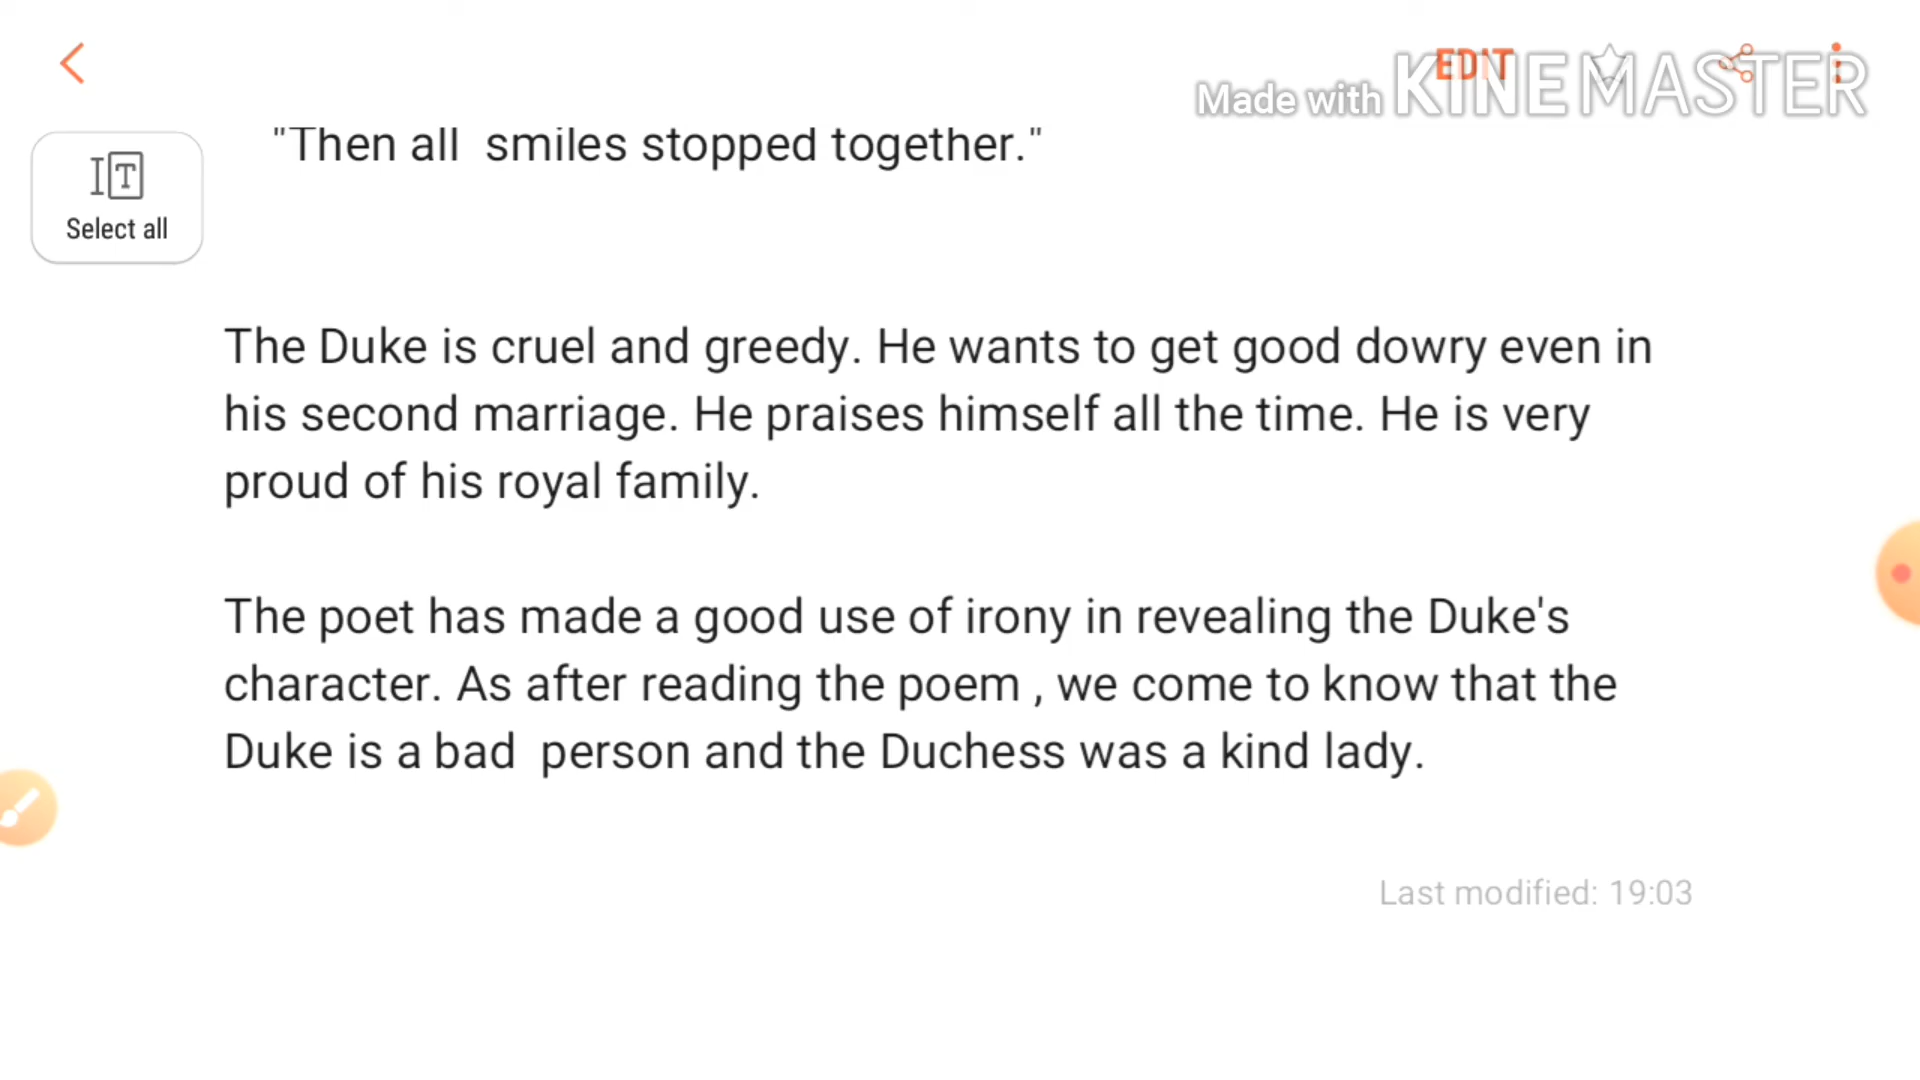 EDIT
Made with KINEMASTER
"Then all  smiles stopped together."
Select all
The Duke is cruel and greedy. He wants to get good dowry even in
his second marriage. He praises himself all the time. He is very
proud of his royal family.
The poet has made a good use of irony in revealing the Duke's
character. As after reading the poem , we come to know that the
Duke is a bad  person and the Duchess was a kind lady.
Last modified: 19:03